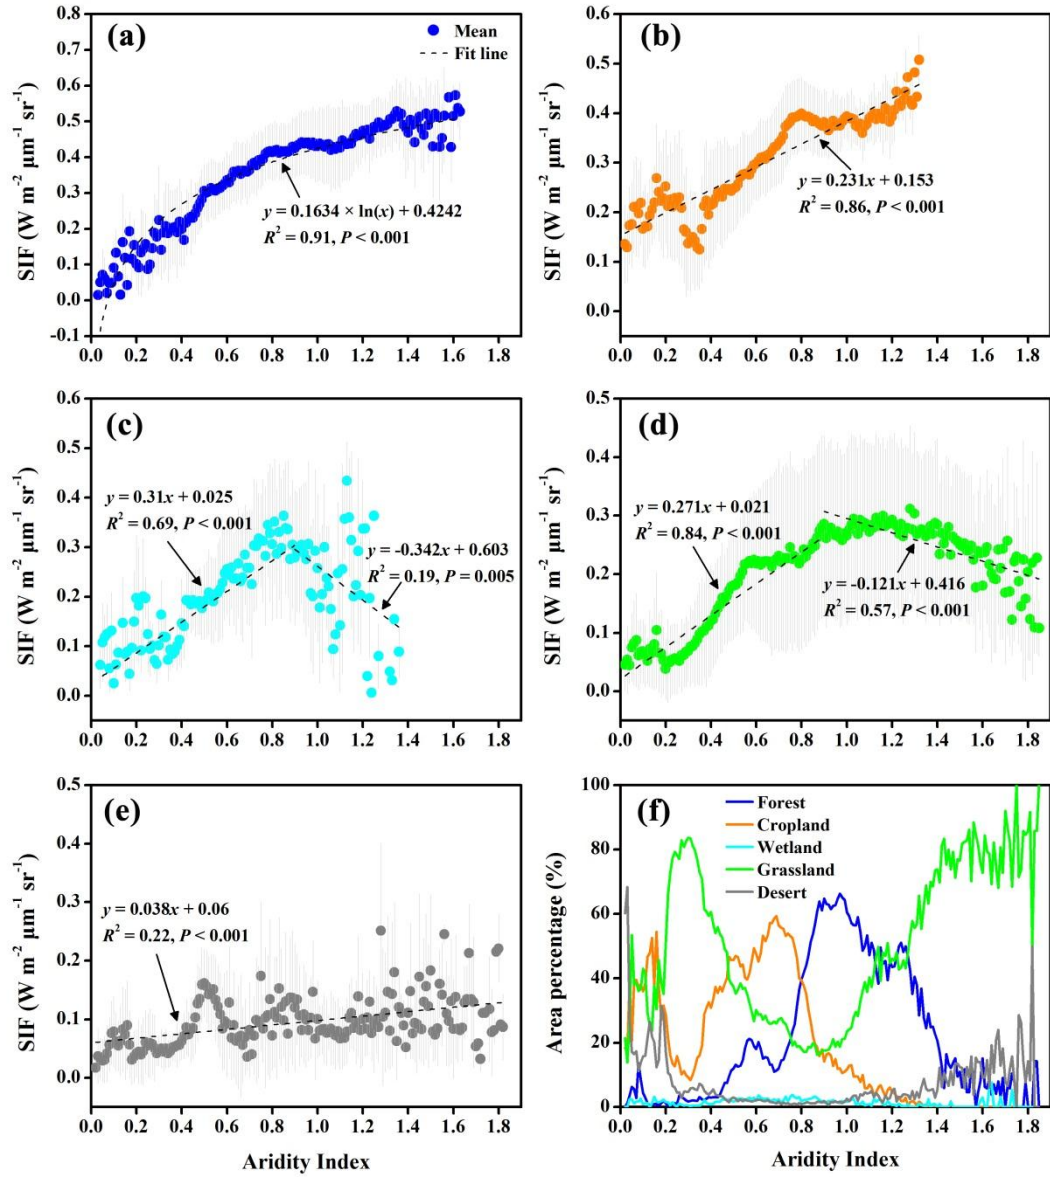 (a)
Mean
Fit line
y = 0.1634 × ln(x) + 0.4242
R² = 0.91, P < 0.001
SIF (W m⁻² µm⁻¹ sr⁻¹)
0.8
0.7
0.6
0.5
0.4
0.3
0.2
0.1
0.0
-0.1
0.0 0.2 0.4 0.6 0.8 1.0 1.2 1.4 1.6 1.8
(b)
y = 0.231x + 0.153
R² = 0.86, P < 0.001
SIF (W m⁻² µm⁻¹ sr⁻¹)
0.6
0.5
0.4
0.3
0.2
0.1
0.0
0.0 0.2 0.4 0.6 0.8 1.0 1.2 1.4 1.6 1.8
(c)
y = 0.31x + 0.025
R² = 0.69, P < 0.001
y = -0.342x + 0.603
R² = 0.19, P = 0.005
SIF (W m⁻² µm⁻¹ sr⁻¹)
0.6
0.5
0.4
0.3
0.2
0.1
0.0
0.0 0.2 0.4 0.6 0.8 1.0 1.2 1.4 1.6 1.8
(d)
y = 0.271x + 0.021
R² = 0.84, P < 0.001
y = -0.121x + 0.416
R² = 0.57, P < 0.001
SIF (W m⁻² µm⁻¹ sr⁻¹)
0.5
0.4
0.3
0.2
0.1
0.0
0.0 0.2 0.4 0.6 0.8 1.0 1.2 1.4 1.6 1.8
(e)
y = 0.038x + 0.06
R² = 0.22, P < 0.001
SIF (W m⁻² µm⁻¹ sr⁻¹)
0.5
0.4
0.3
0.2
0.1
0.0
0.0 0.2 0.4 0.6 0.8 1.0 1.2 1.4 1.6 1.8
Aridity Index
(f)
Forest
Cropland
Wetland
Grassland
Desert
Area percentage (%)
100
80
60
40
20
0
0.0 0.2 0.4 0.6 0.8 1.0 1.2 1.4 1.6 1.8
Aridity Index